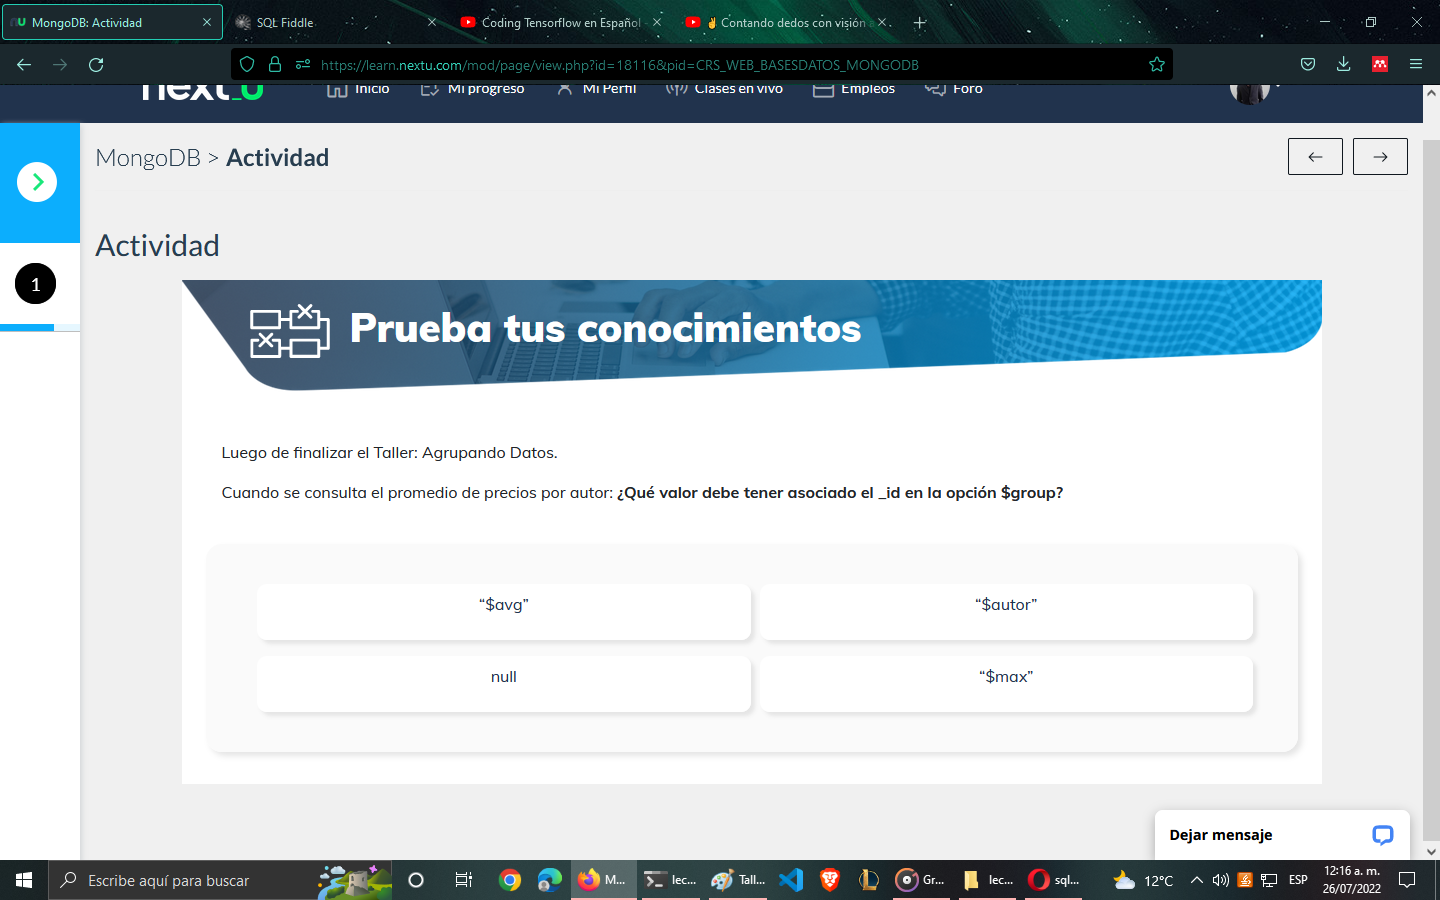 MongoDB: Actividad
SQL Fiddle
Coding Tensorflow en Español
✌ Contando dedos con visión a
https://learn.nextu.com/mod/page/view.php?id=18116&pid=CRS_WEB_BASESDATOS_MONGODB
next_U
Inicio
Mi progreso
Mi Perfil
Clases en vivo
Empleos
Foro
MongoDB > Actividad
1
Actividad
Prueba tus conocimientos
Luego de finalizar el Taller: Agrupando Datos.
Cuando se consulta el promedio de precios por autor: ¿Qué valor debe tener asociado el _id en la opción $group?
“$avg”
“$autor”
null
“$max”
Dejar mensaje
Escribe aquí para buscar
M...
lec...
Tall...
Gr...
lec...
sql...
12°C
ESP
12:16 a. m.
26/07/2022